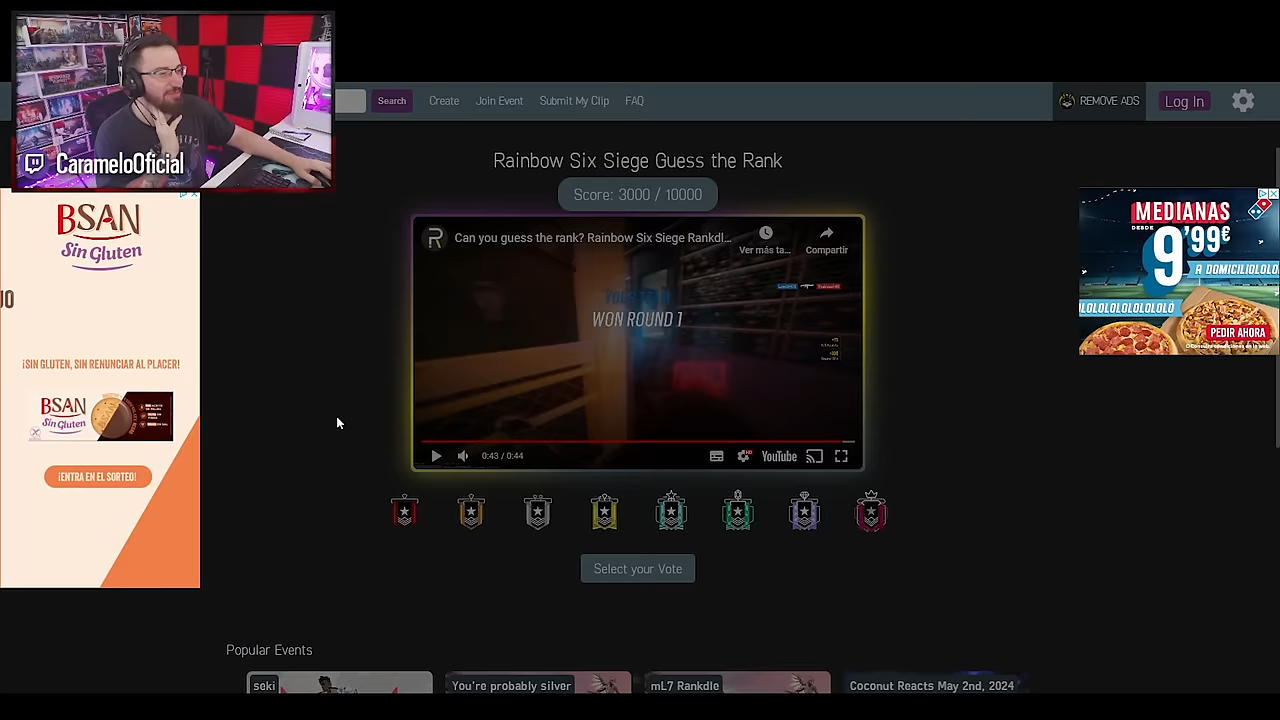 CarameloOficial
Search
Create
Join Event
Submit My Clip
FAQ
REMOVE ADS
Log In
Rainbow Six Siege Guess the Rank
Score: 3000 / 10000
Can you guess the rank? Rainbow Six Siege Rankdl...
Ver más ta...
Compartir
WON ROUND 1
0:43 / 0:44
YouTube
Select your Vote
Popular Events
seki
You're probably silver
mL7 Rankdle
Coconut Reacts May 2nd, 2024
BSAN
Sin Gluten
JO
¡SIN GLUTEN, SIN RENUNCIAR AL PLACER!
BSAN
Sin Gluten
¡ENTRA EN EL SORTEO!
MEDIANAS
DESDE
9'99€
A DOMICILIOLO
LOLOLOLOLOLOLOLÓ
PEDIR AHORA